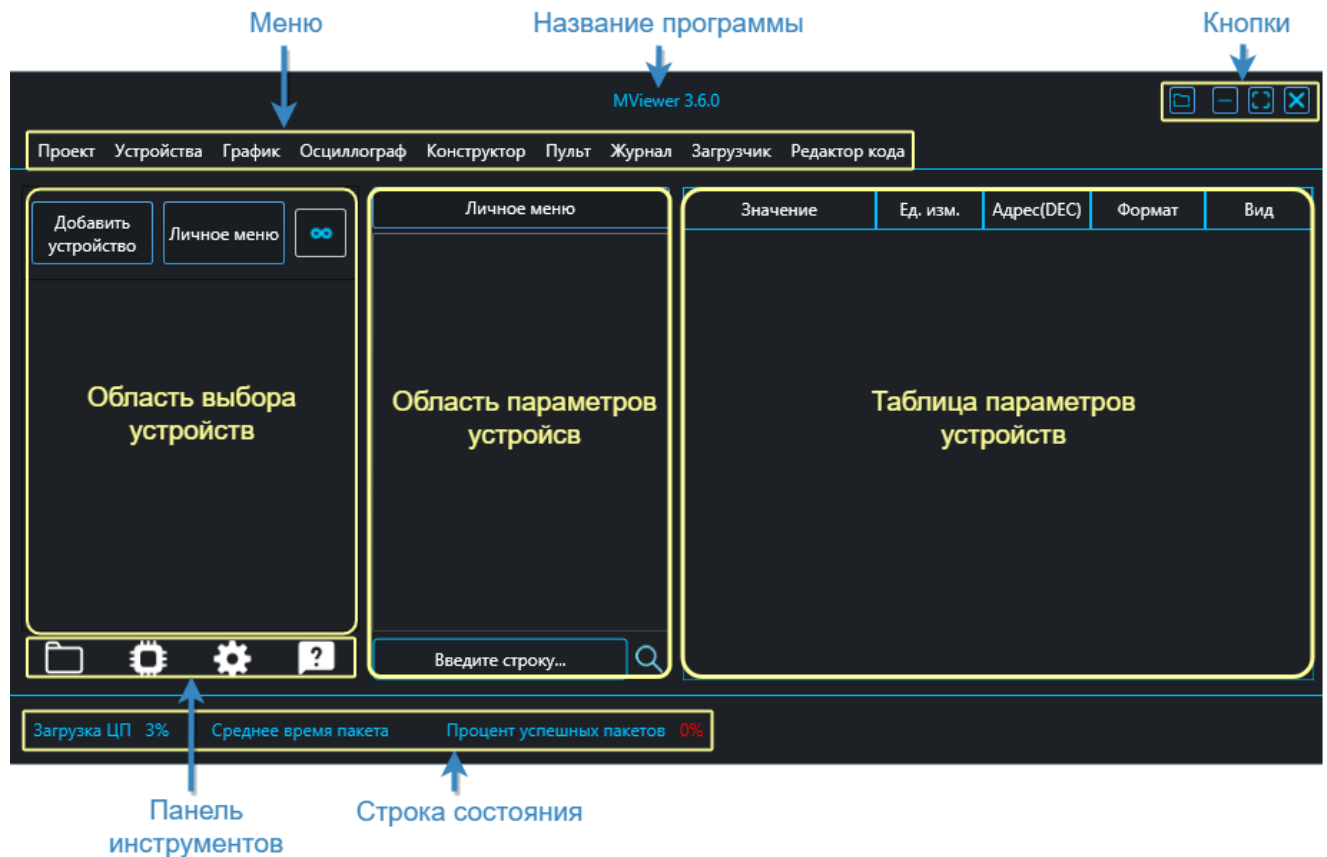 Меню
Название программы
Кнопки
MViewer 3.6.0
Проект Устройства График Осциллограф Конструктор Пульт Журнал Загрузчик Редактор кода
Добавить
устройство
Личное меню
Область выбора
устройств
Личное меню
Область параметров
устройсв
Введите строку...
Значение Ед. изм. Адрес(DEC) Формат Вид
Таблица параметров
устройств
?
Загрузка ЦП 3% Среднее время пакета Процент успешных пакетов 0%
Панель
инструментов
Строка состояния